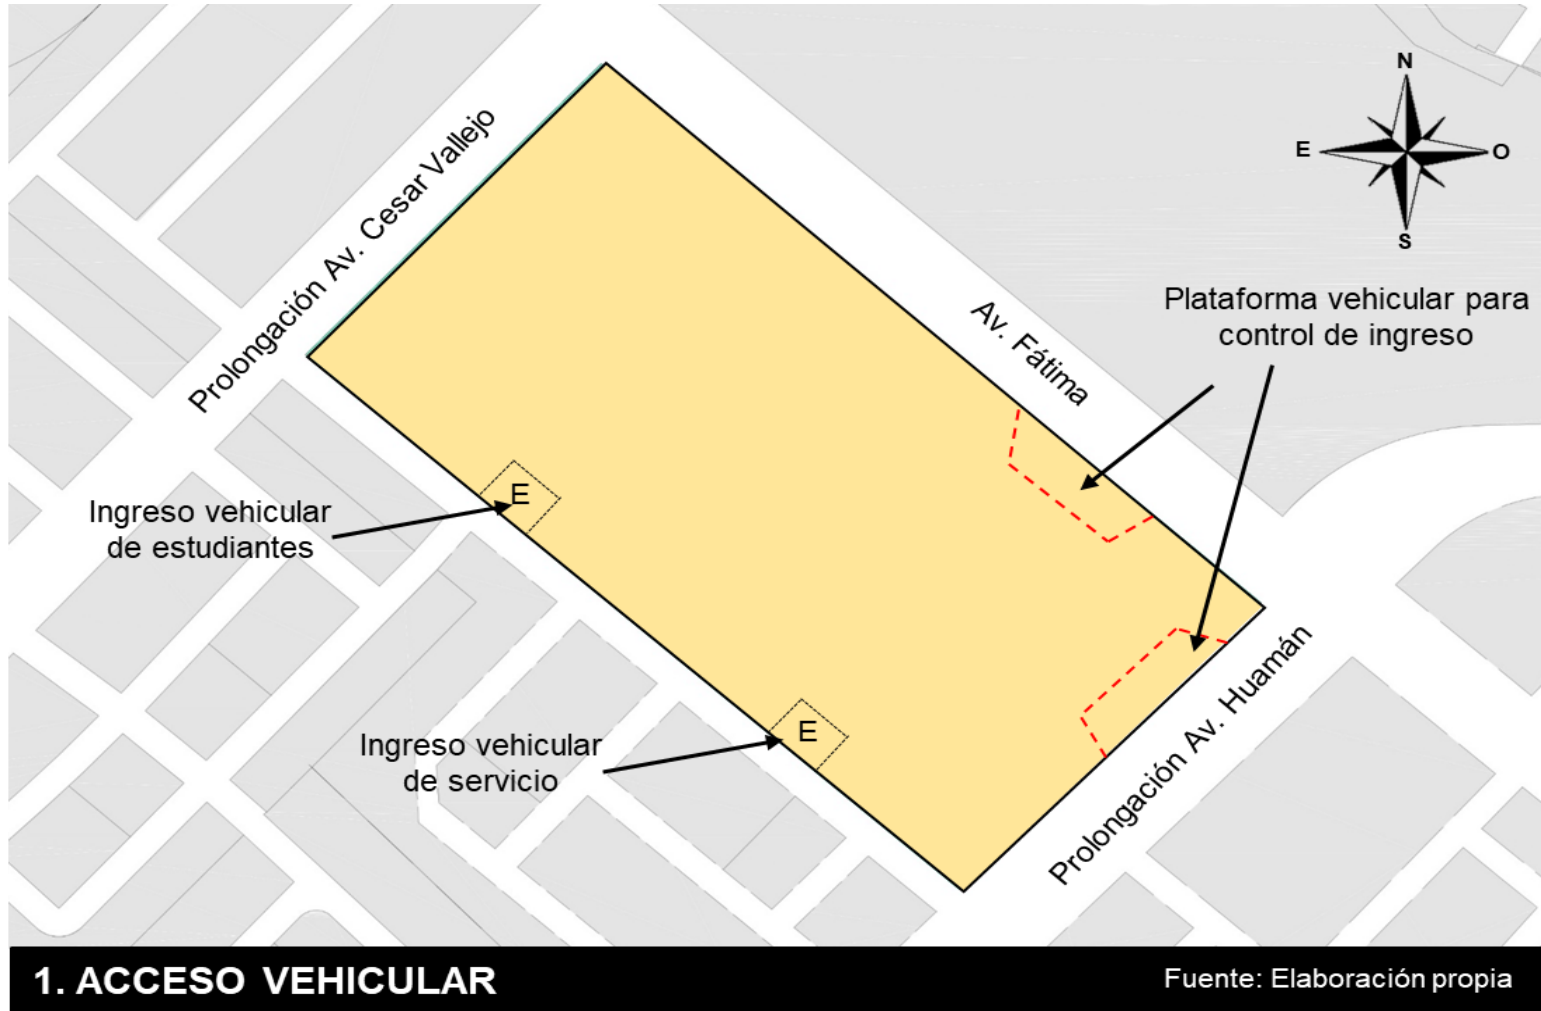 Prolongación Av. Cesar Vallejo
N
E
O
S
Plataforma vehicular para
control de ingreso
Av. Fátima
E
Ingreso vehicular
de estudiantes
E
Ingreso vehicular
de servicio
Prolongación Av. Huamán
1. ACCESO VEHICULAR
Fuente: Elaboración propia